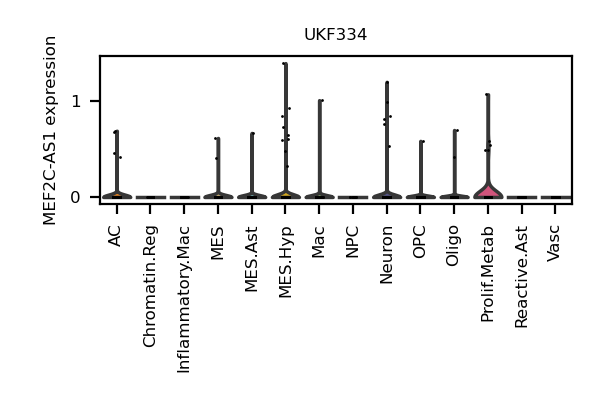 UKF334
MEF2C-AS1 expression
1
0
AC
Chromatin.Reg
Inflammatory.Mac
MES
MES.Ast
MES.Hyp
Mac
NPC
Neuron
OPC
Oligo
Prolif.Metab
Reactive.Ast
Vasc